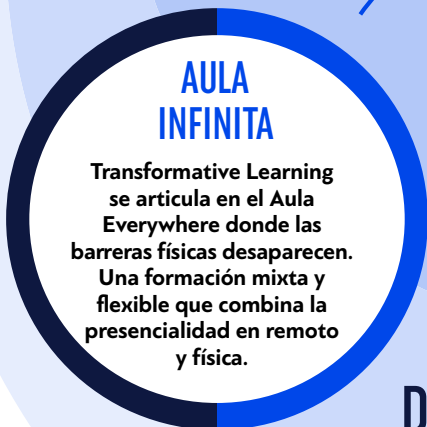 AULA
INFINITA
Transformative Learning
se articula en el Aula
Everywhere donde las
barreras físicas desaparecen.
Una formación mixta y
flexible que combina la
presencialidad en remoto
y física.
D